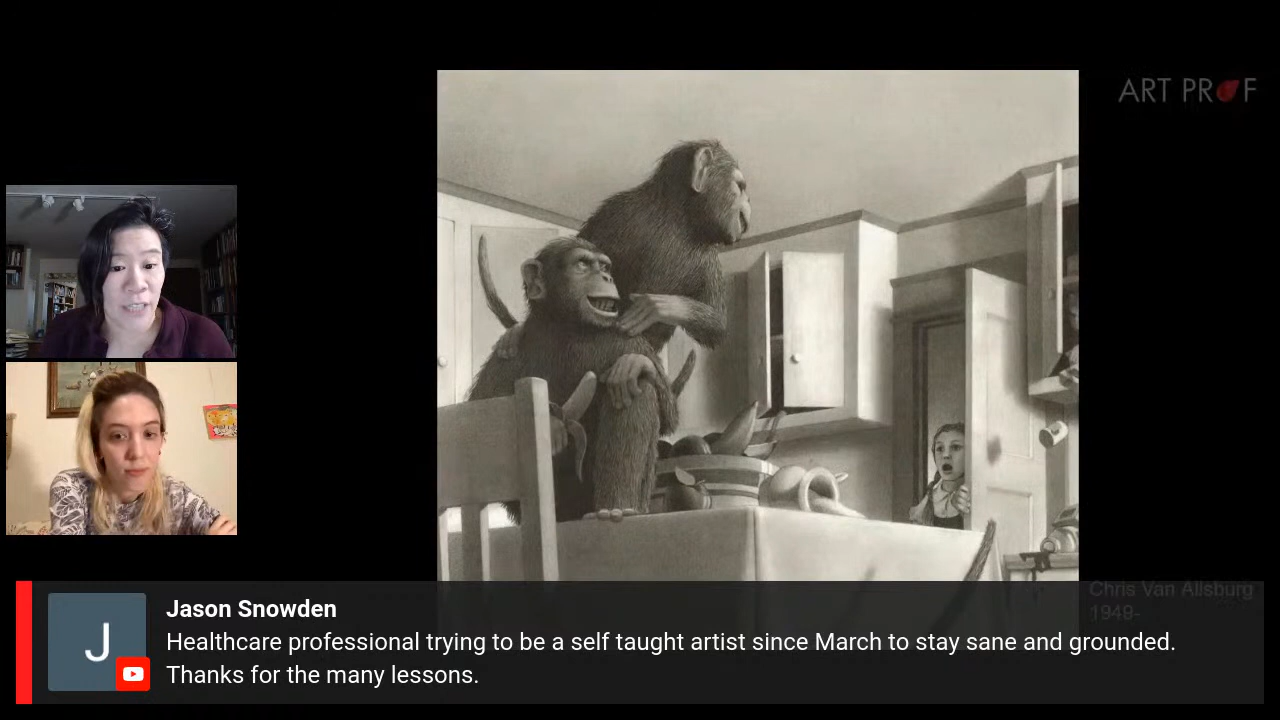 ART PROF
Chris Van Allsburg
1949-
J
Jason Snowden
Healthcare professional trying to be a self taught artist since March to stay sane and grounded.
Thanks for the many lessons.